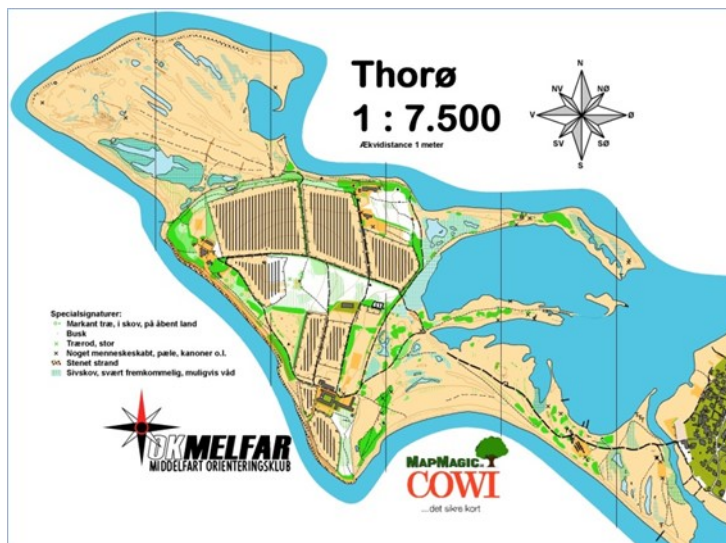 Thorø
1 : 7.500
Ækvidistance 1 meter
N
NV
NØ
V
Ø
SV
SØ
S
Specialsignaturer:
Markant træ, i skov, på åbent land
Busk
Trærod, stor
Noget menneskeskabt, pæle, kanoner o.l.
Stenet strand
Sivskov, svært fremkommelig, muligvis våd
OK MELFAR
MIDDELFART ORIENTERINGSKLUB
MAPMAGIC
COWI
...det sikre kort